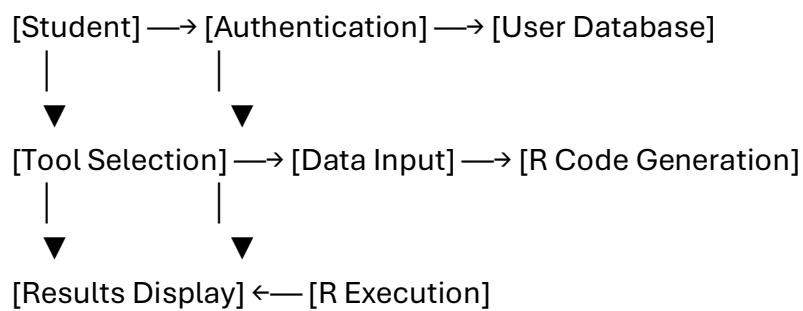 [Student] ──→ [Authentication] ──→ [User Database]
│ │
▼ ▼
[Tool Selection] ──→ [Data Input] ──→ [R Code Generation]
│ │
▼ ▼
[Results Display] ←── [R Execution]